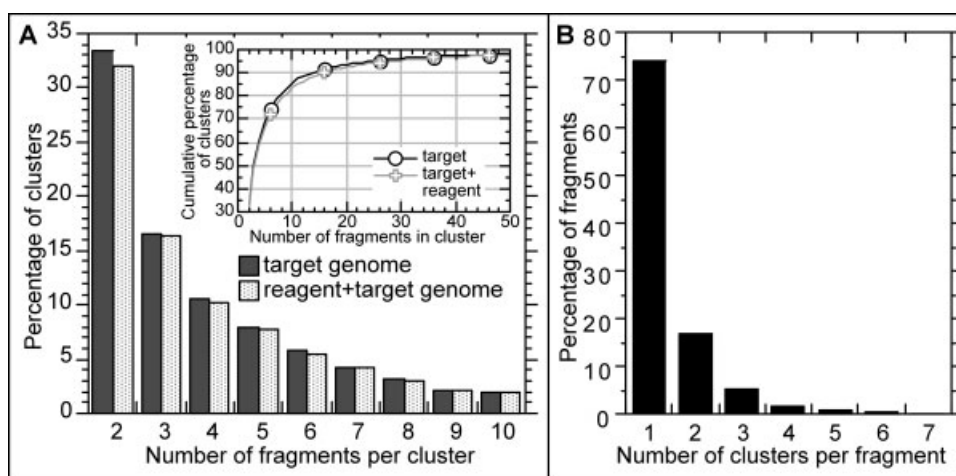 A
35
30
25
20
15
10
5
0
Percentage of clusters
2 3 4 5 6 7 8 9 10
Number of fragments per cluster
Cumulative percentage
of clusters
100
90
80
70
60
50
40
30
0 10 20 30 40 50
Number of fragments in cluster
target
target+
reagent
target genome
reagent+target genome
B
80
70
60
50
40
30
20
10
0
Percentage of fragments
1 2 3 4 5 6 7
Number of clusters per fragment